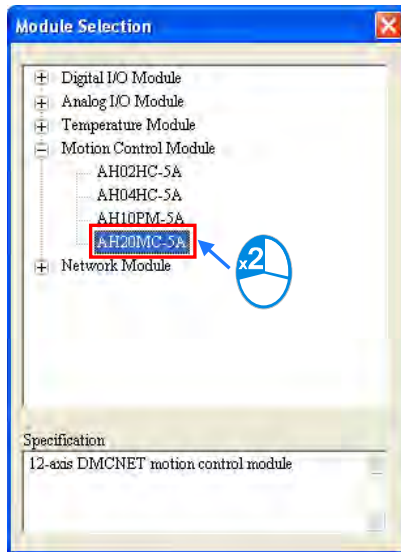 Module Selection
Digital I/O Module
Analog I/O Module
Temperature Module
Motion Control Module
AH02HC-5A
AH04HC-5A
AH10PM-5A
AH20MC-5A
x2
Network Module
Specification
12-axis DMCNET motion control module